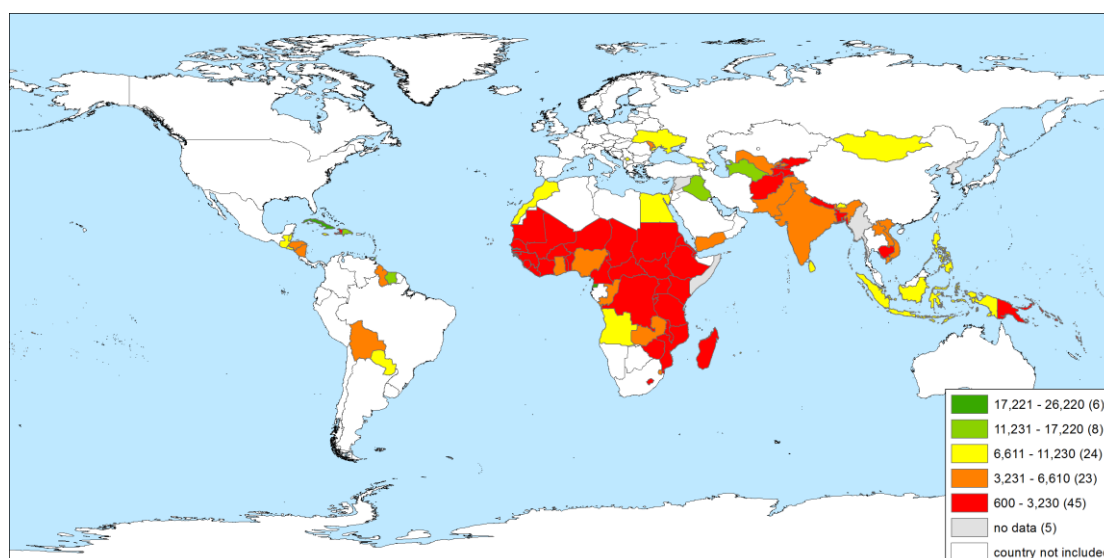 17,221 - 26,220 (6)
11,231 - 17,220 (8)
6,611 - 11,230 (24)
3,231 - 6,610 (23)
600 - 3,230 (45)
no data (5)
country not included